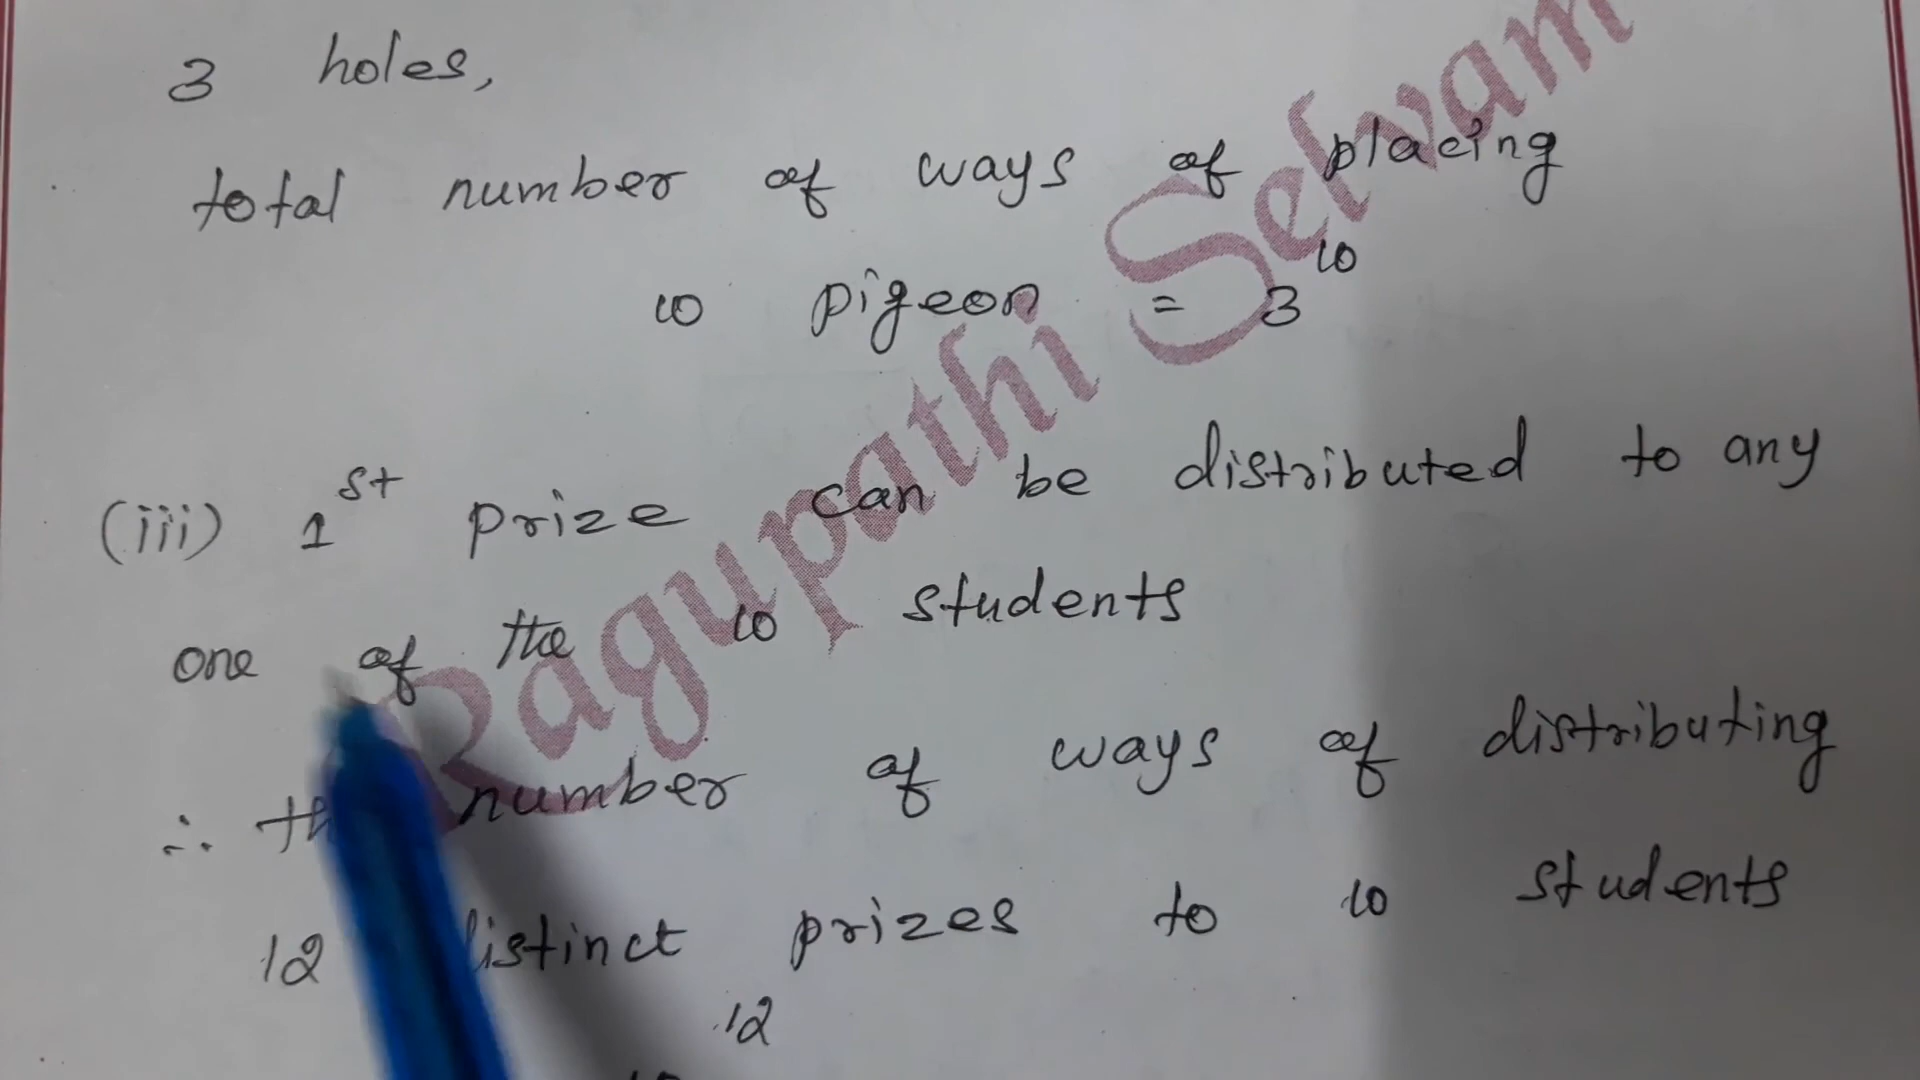 3 holes,
total number of ways of placing
10 pigeon = 3^10
(iii) 1st prize can be distributed to any
one of the 10 students
∴ number of ways of distributing
12 distinct prizes to 10 students
12
Ragupathi Selvam